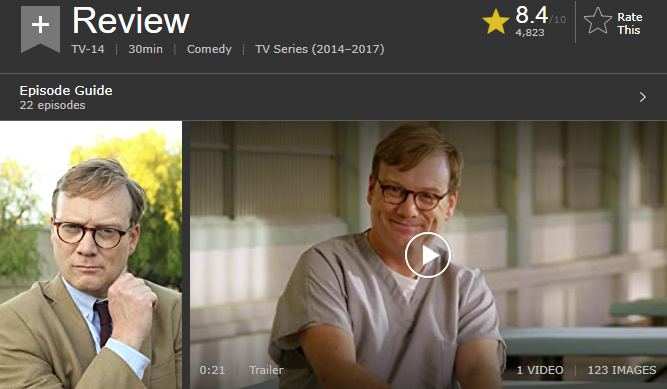 Review
8.4/10
4,823
Rate
This
TV-14 | 30min | Comedy | TV Series (2014–2017)
Episode Guide
22 episodes
0:21 | Trailer
1 VIDEO | 123 IMAGES